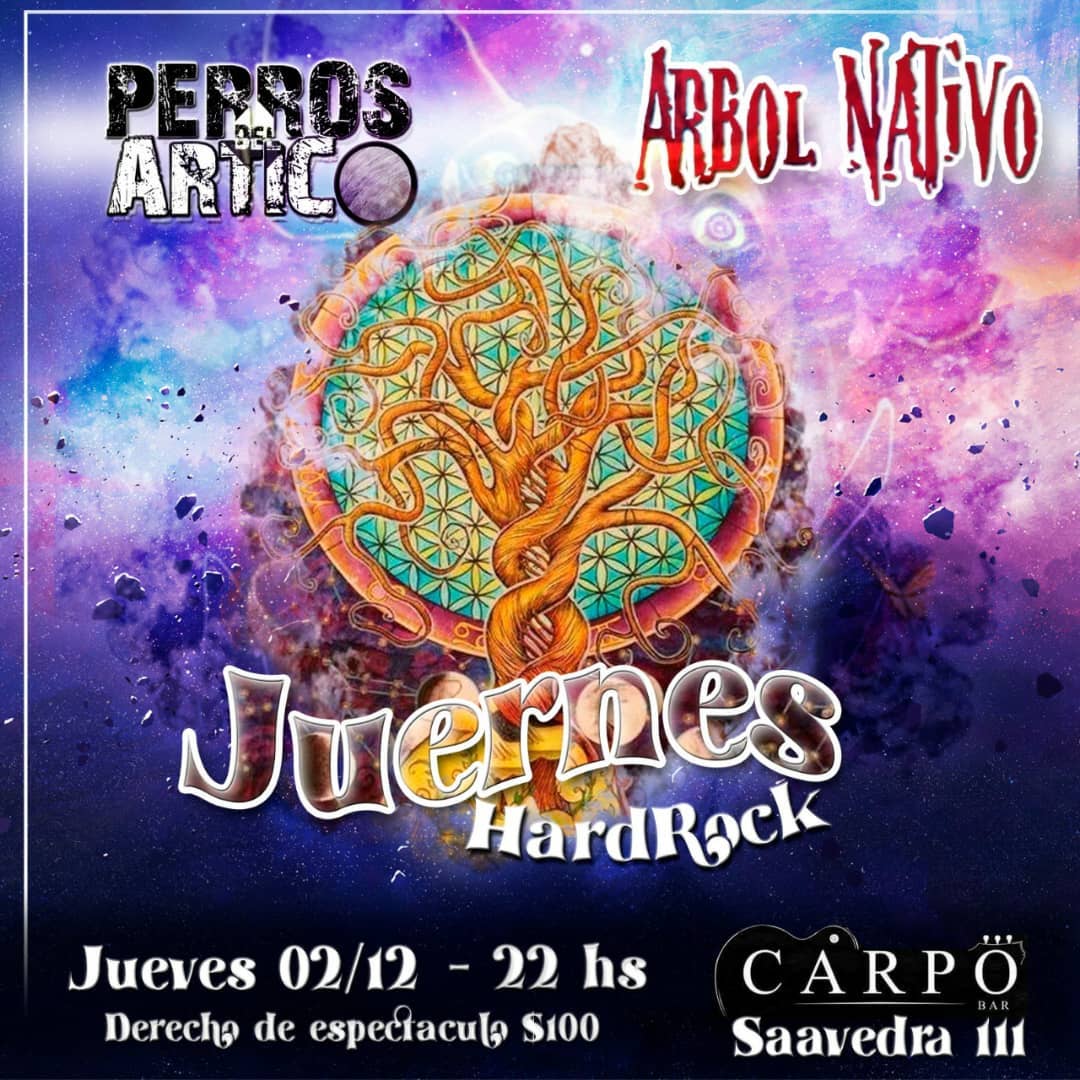 PERROS
DEL
ARTICO
ARBOL NATIVO
Juernes
HardRock
Jueves 02/12 - 22 hs
Derecho de espectaculo $100
CARPO
BAR
Saavedra 111